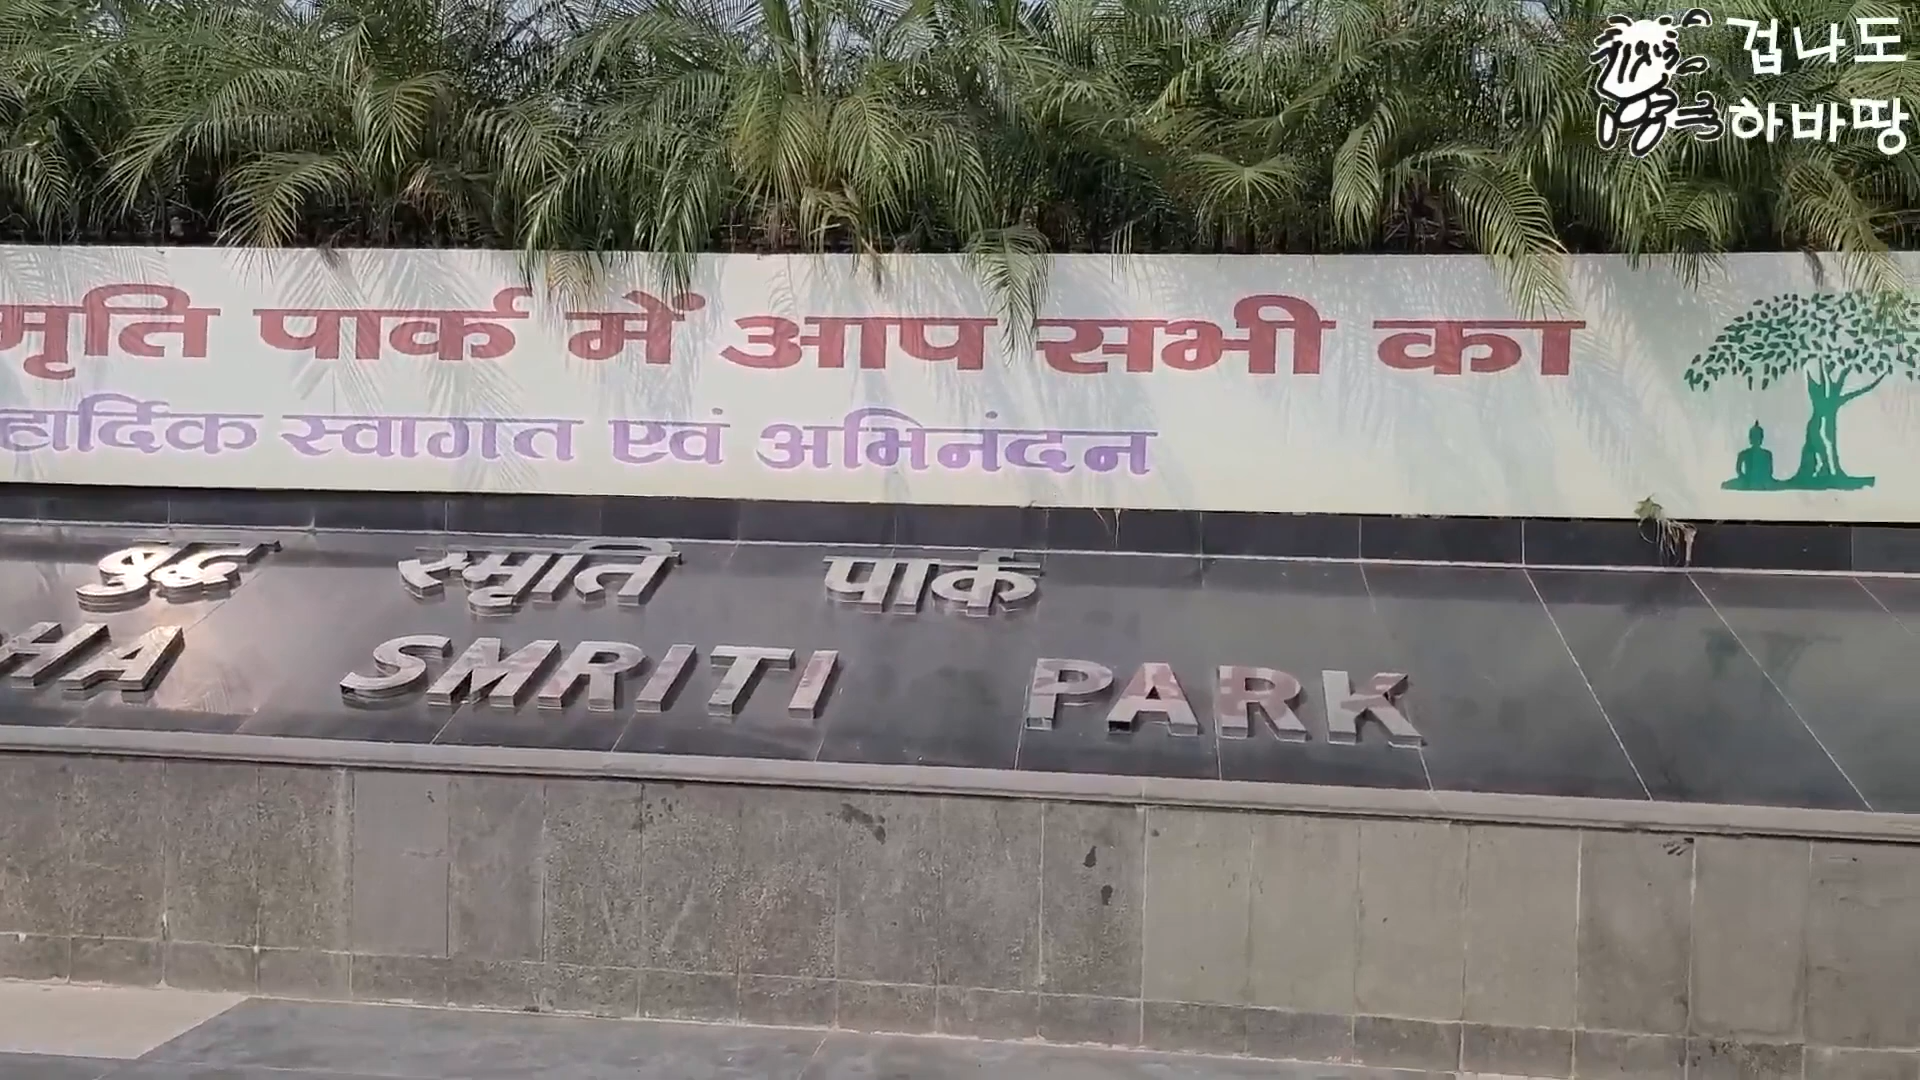 겁나도
하바땅
मृति पार्क में आप सभी का
हार्दिक स्वागत एवं अभिनंदन
बुद्ध स्मृति पार्क
HA SMRITI PARK